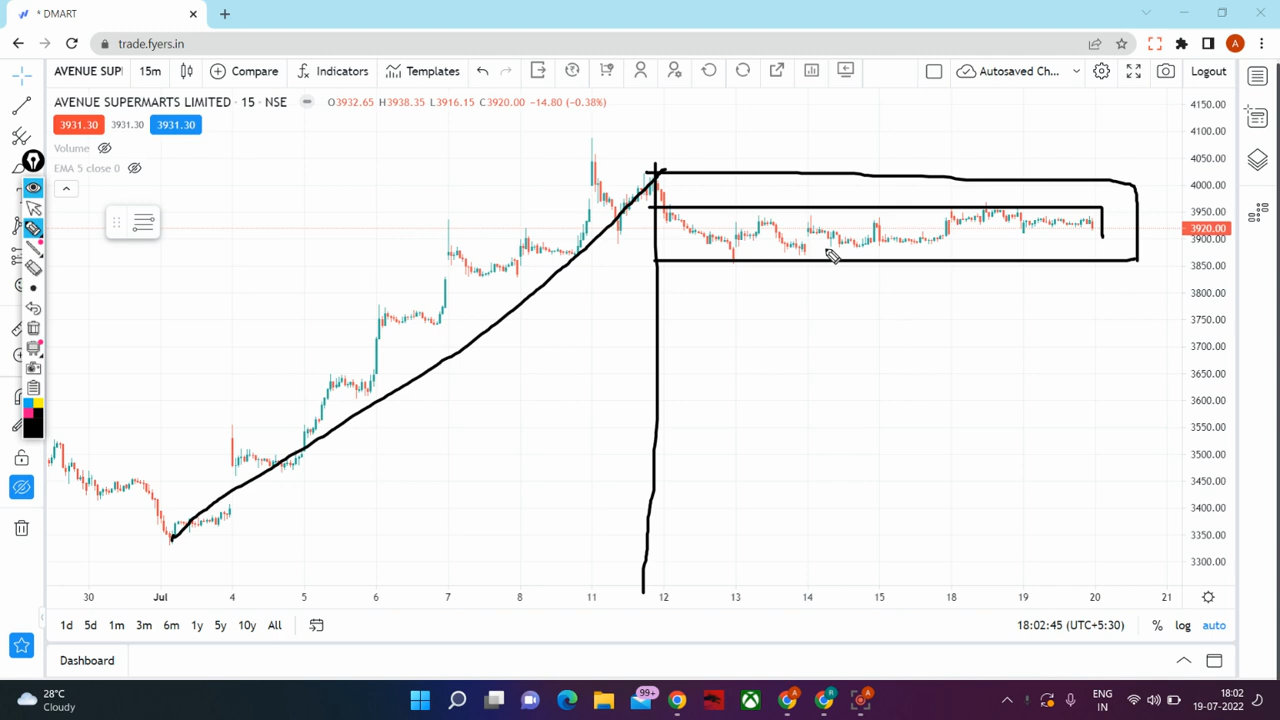 * DMART
trade.fyers.in
A
AVENUE SUP
15m
Compare
Indicators
Templates
Autosaved Ch...
Logout
AVENUE SUPERMARTS LIMITED · 15 · NSE
O3932.65 H3938.35 L3916.15 C3920.00 −14.80 (−0.38%)
3931.30 3931.30 3931.30
Volume
EMA 5 close 0
4150.00
4100.00
4050.00
4000.00
3950.00
3920.00
3900.00
3850.00
3800.00
3750.00
3700.00
3650.00
3600.00
3550.00
3500.00
3450.00
3400.00
3350.00
3300.00
30 Jul 4 5 6 7 11 12 13 14 15 18 19 20 21
1d 5d 1m 3m 6m 1y 5y 10y All
18:02:45 (UTC+5:30) % log auto
Dashboard
28°C
Cloudy
99+
A
R
A
ENG
IN
18:02
19-07-2022